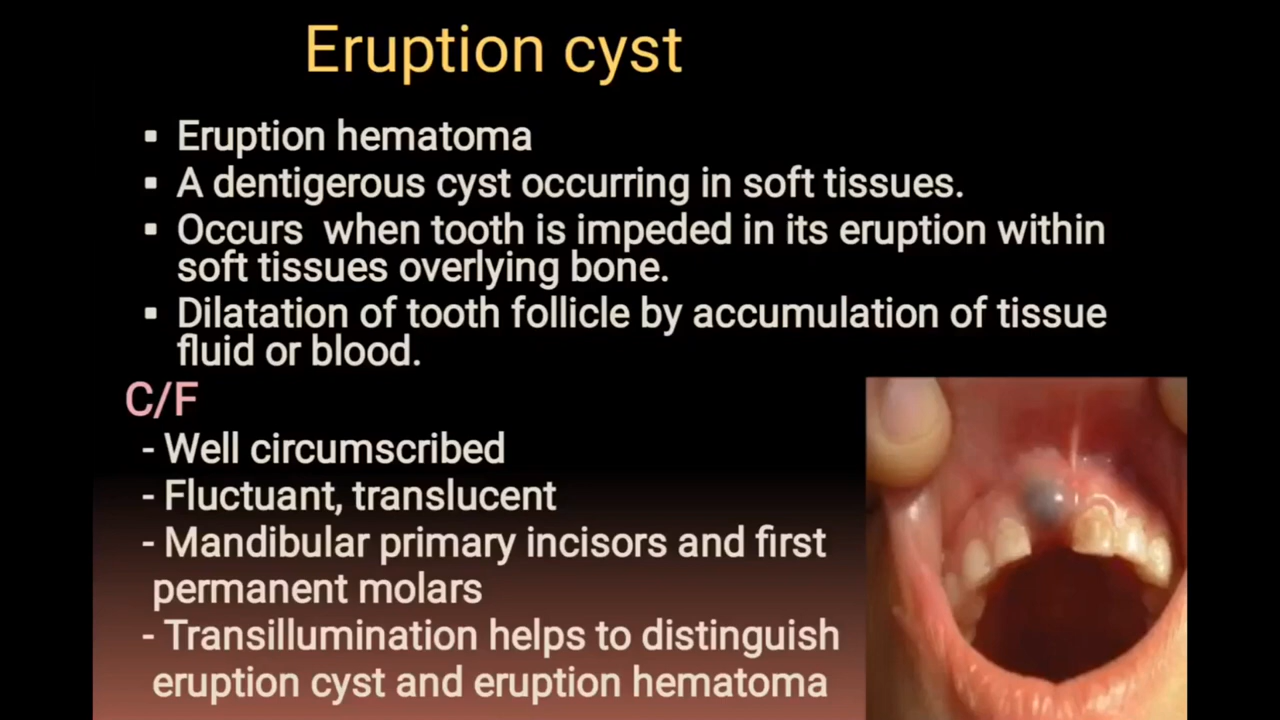 Eruption cyst
▪ Eruption hematoma
▪ A dentigerous cyst occurring in soft tissues.
▪ Occurs  when tooth is impeded in its eruption within
soft tissues overlying bone.
▪ Dilatation of tooth follicle by accumulation of tissue
fluid or blood.
C/F
- Well circumscribed
- Fluctuant, translucent
- Mandibular primary incisors and first
permanent molars
- Transillumination helps to distinguish
eruption cyst and eruption hematoma